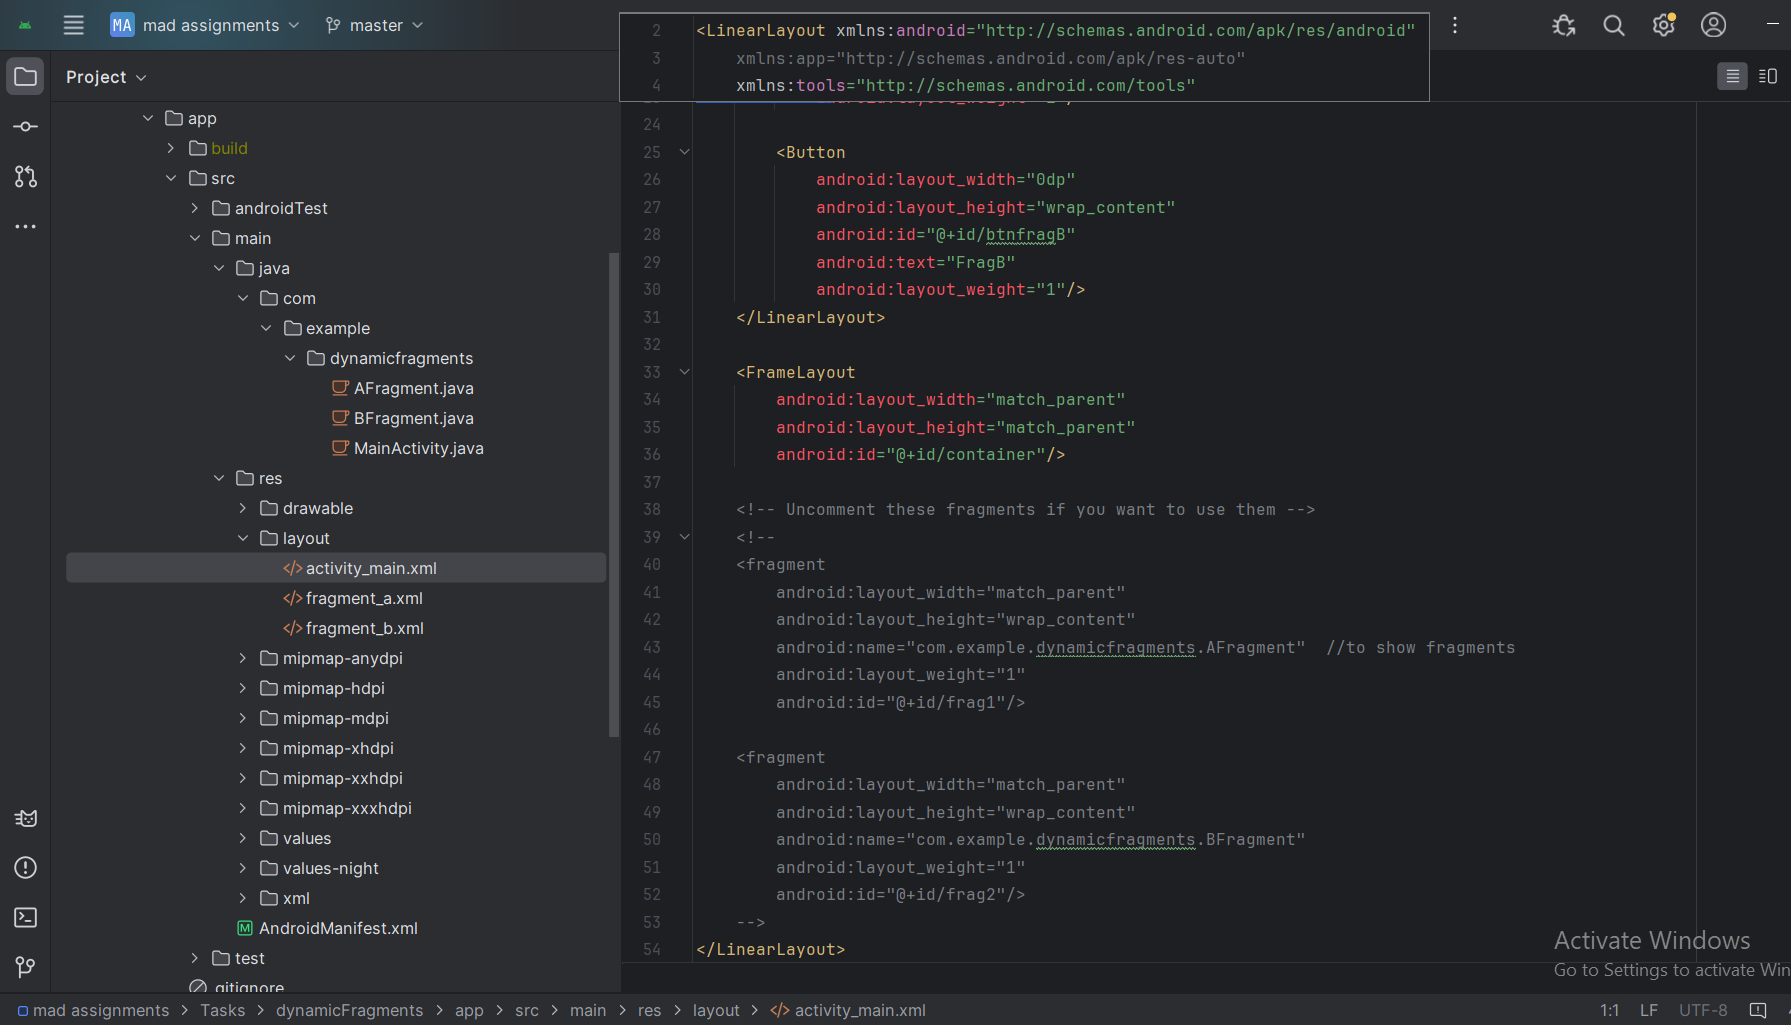 MA mad assignments
master
Project
app
build
src
androidTest
main
java
com
example
dynamicfragments
AFragment.java
BFragment.java
MainActivity.java
res
drawable
layout
</> activity_main.xml
</> fragment_a.xml
</> fragment_b.xml
mipmap-anydpi
mipmap-hdpi
mipmap-mdpi
mipmap-xhdpi
mipmap-xxhdpi
mipmap-xxxhdpi
values
values-night
xml
M AndroidManifest.xml
test
.gitignore
2 <LinearLayout xmlns:android="http://schemas.android.com/apk/res/android"
3 xmlns:app="http://schemas.android.com/apk/res-auto"
4 xmlns:tools="http://schemas.android.com/tools"
24
25 <Button
26 android:layout_width="0dp"
27 android:layout_height="wrap_content"
28 android:id="@+id/btnfragB"
29 android:text="FragB"
30 android:layout_weight="1"/>
31 </LinearLayout>
32
33 <FrameLayout
34 android:layout_width="match_parent"
35 android:layout_height="match_parent"
36 android:id="@+id/container"/>
37
38 <!-- Uncomment these fragments if you want to use them -->
39 <!--
40 <fragment
41 android:layout_width="match_parent"
42 android:layout_height="wrap_content"
43 android:name="com.example.dynamicfragments.AFragment" //to show fragments
44 android:layout_weight="1"
45 android:id="@+id/frag1"/>
46
47 <fragment
48 android:layout_width="match_parent"
49 android:layout_height="wrap_content"
50 android:name="com.example.dynamicfragments.BFragment"
51 android:layout_weight="1"
52 android:id="@+id/frag2"/>
53 -->
54 </LinearLayout>
Activate Windows
Go to Settings to activate Win
mad assignments > Tasks > dynamicFragments > app > src > main > res > layout > </> activity_main.xml
1:1 LF UTF-8